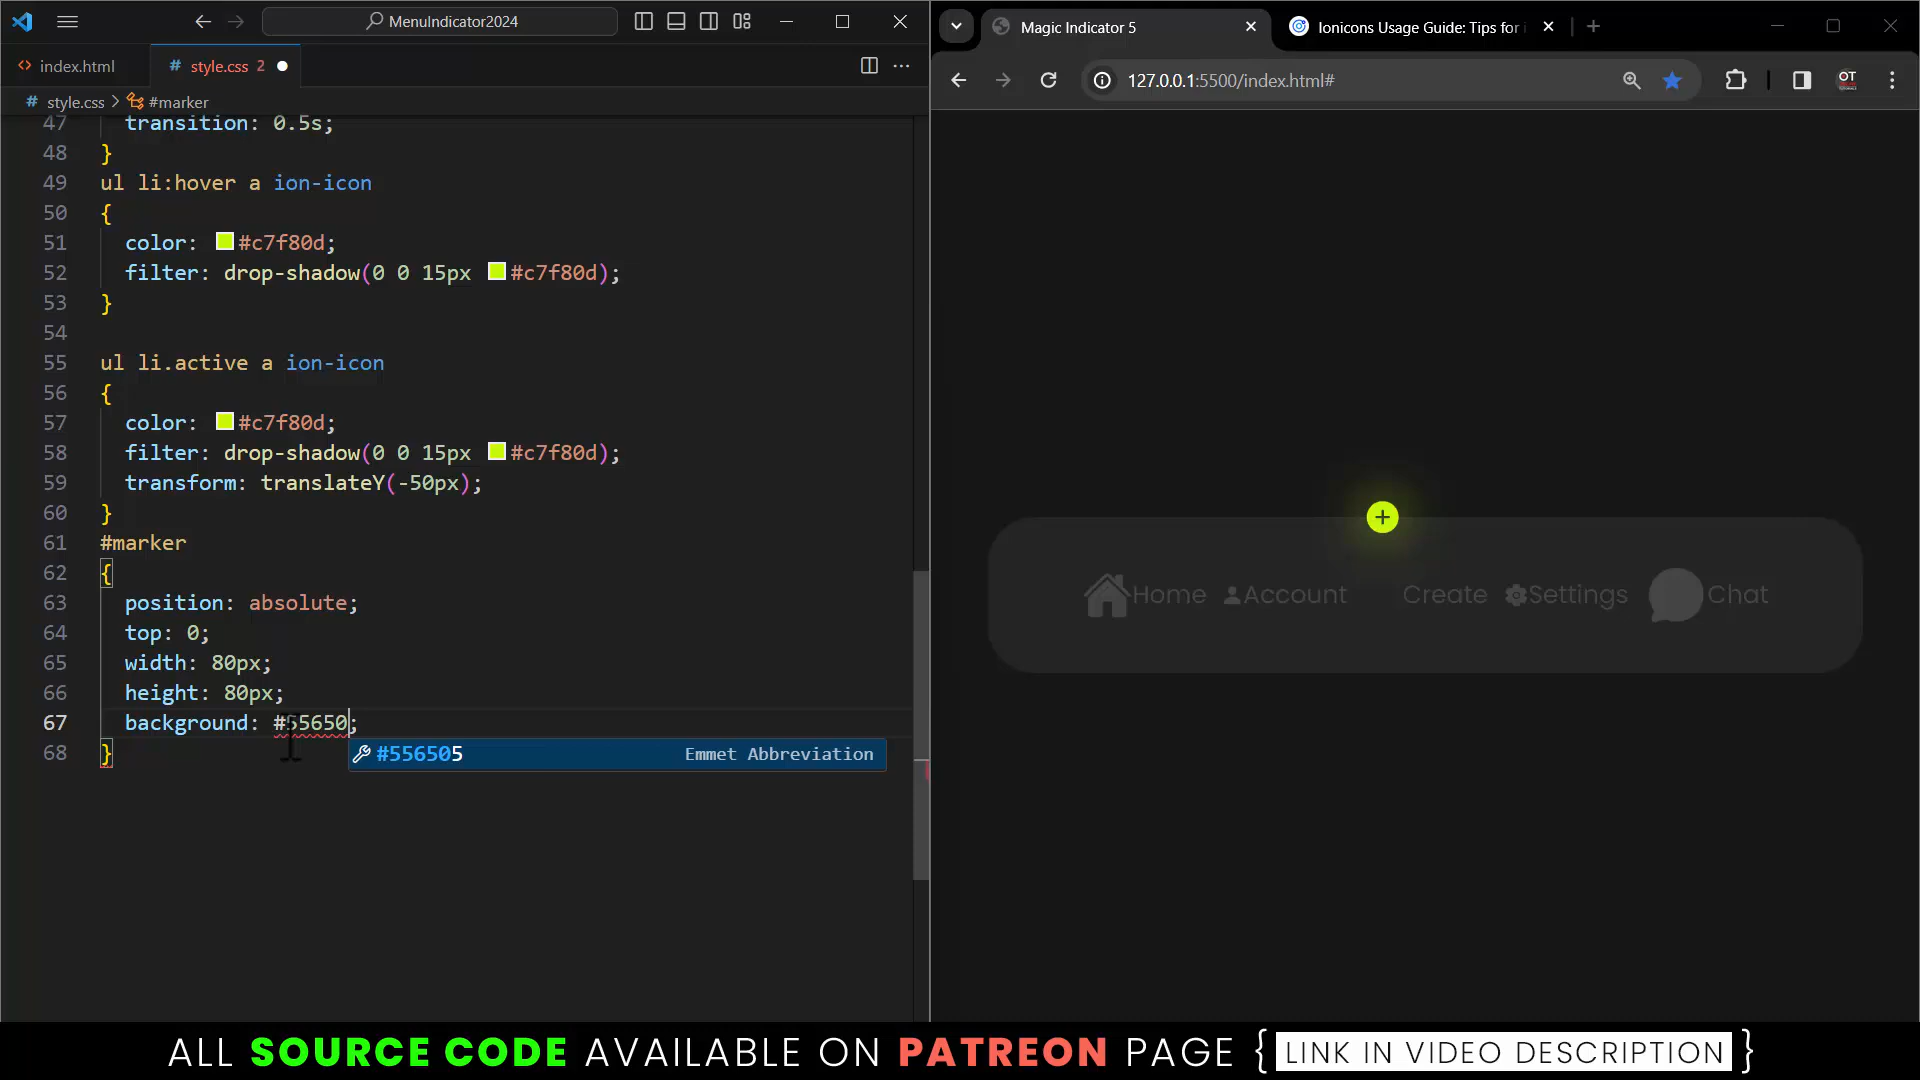 MenuIndicator2024
index.html
# style.css 2
# style.css > #marker
47 transition: 0.5s;
48 }
49 ul li:hover a ion-icon
50 {
51 color: #c7f80d;
52 filter: drop-shadow(0 0 15px #c7f80d);
53 }
54
55 ul li.active a ion-icon
56 {
57 color: #c7f80d;
58 filter: drop-shadow(0 0 15px #c7f80d);
59 transform: translateY(-50px);
60 }
61 #marker
62 {
63 position: absolute;
64 top: 0;
65 width: 80px;
66 height: 80px;
67 background: #55650;
68 }
#556505 Emmet Abbreviation
Magic Indicator 5
Ionicons Usage Guide: Tips for
127.0.0.1:5500/index.html#
OT
Home Account Create Settings Chat
ALL SOURCE CODE AVAILABLE ON PATREON PAGE { LINK IN VIDEO DESCRIPTION }